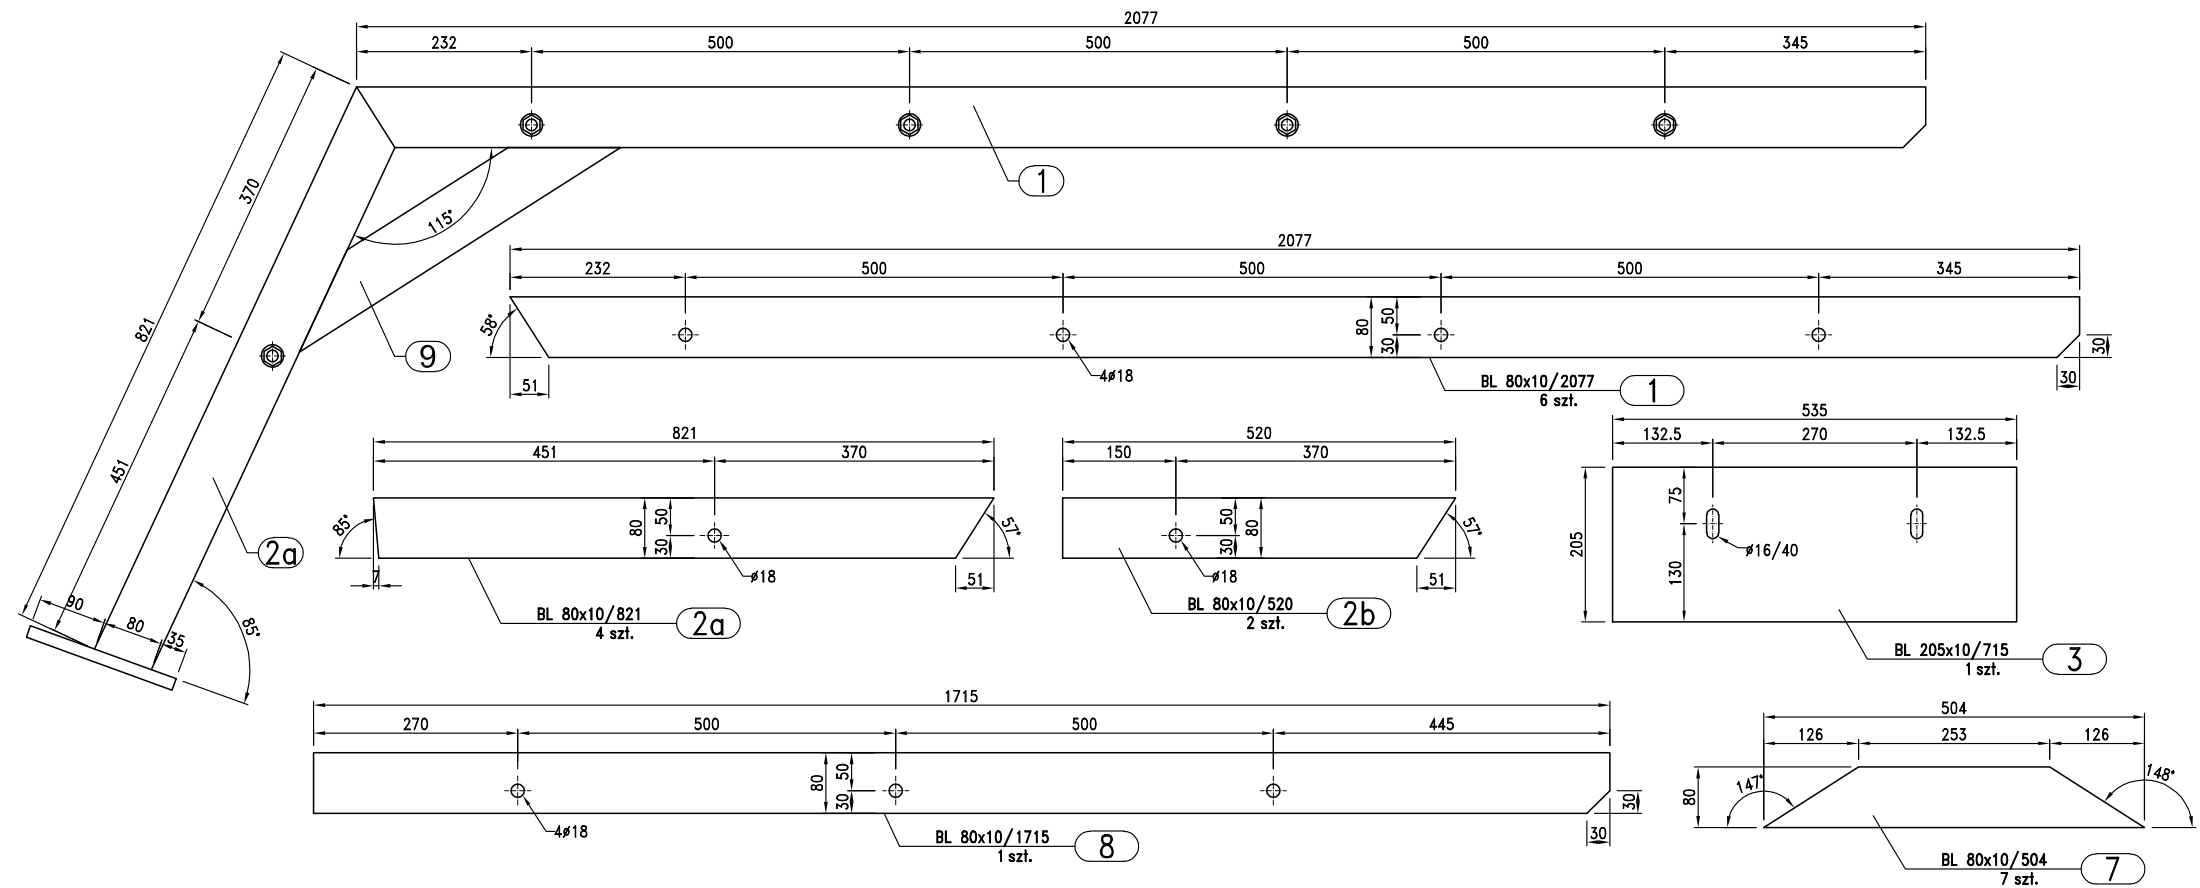 2077
232 500 500 500 345
821
370
451
115°
1
9
2a
90
80
35
85°
2077
232 500 500 500 345
58°
51
4ø18
80
50
30
30
30
BL 80x10/2077
6 szt.
1
821
451 370
85°
7
80
50
30
57°
ø18
51
BL 80x10/821
4 szt.
2a
520
150 370
50
30
80
57°
ø18
51
BL 80x10/520
2 szt.
2b
535
132.5 270 132.5
205
75
130
ø16/40
BL 205x10/715
1 szt.
3
1715
270 500 500 445
80
50
30
30
30
4ø18
BL 80x10/1715
1 szt.
8
504
126 253 126
80
147°
148°
BL 80x10/504
7 szt.
7